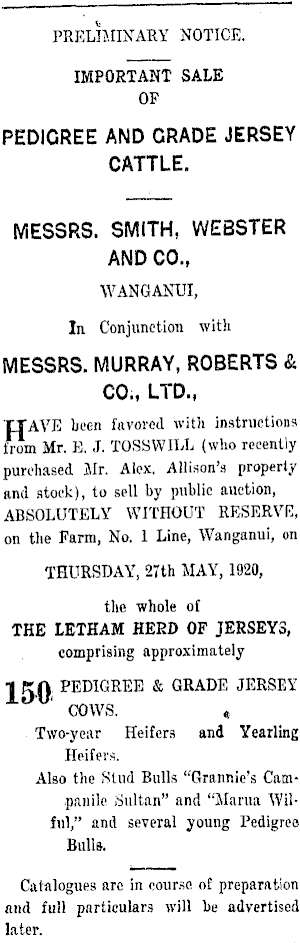 PRELIMINARY NOTICE.
IMPORTANT SALE
OF
PEDIGREE AND GRADE JERSEY
CATTLE.
MESSRS. SMITH, WEBSTER
AND CO.,
WANGANUI,
In Conjunction with
MESSRS. MURRAY, ROBERTS &
CO., LTD.,
HAVE been favored with instructions
from Mr. E. J. TOSSWILL (who recently
purchased Mr. Alex. Allison's property
and stock), to sell by public auction,
ABSOLUTELY WITHOUT RESERVE,
on the Farm, No. 1 Line, Wanganui, on
THURSDAY, 27th MAY, 1920,
the whole of
THE LETHAM HERD OF JERSEYS,
comprising approximately
150 PEDIGREE & GRADE JERSEY
COWS.
Two-year Heifers and Yearling
Heifers.
Also the Stud Bulls "Grannie's Cam-
panile Sultan" and "Marua Wil-
ful," and several young Pedigree
Bulls.
Catalogues are in course of preparation
and full particulars will be advertised
later.